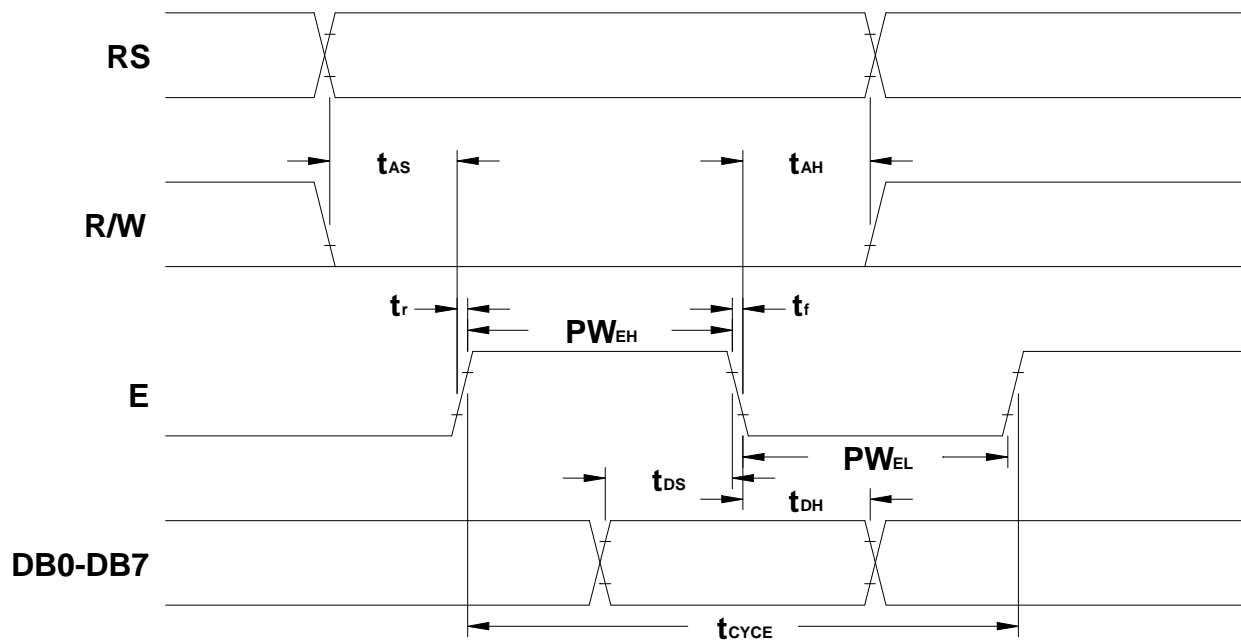 RS
tAS
tAH
R/W
tr
PWEH
tf
E
PWEL
tDS
tDH
DB0-DB7
tCYCE